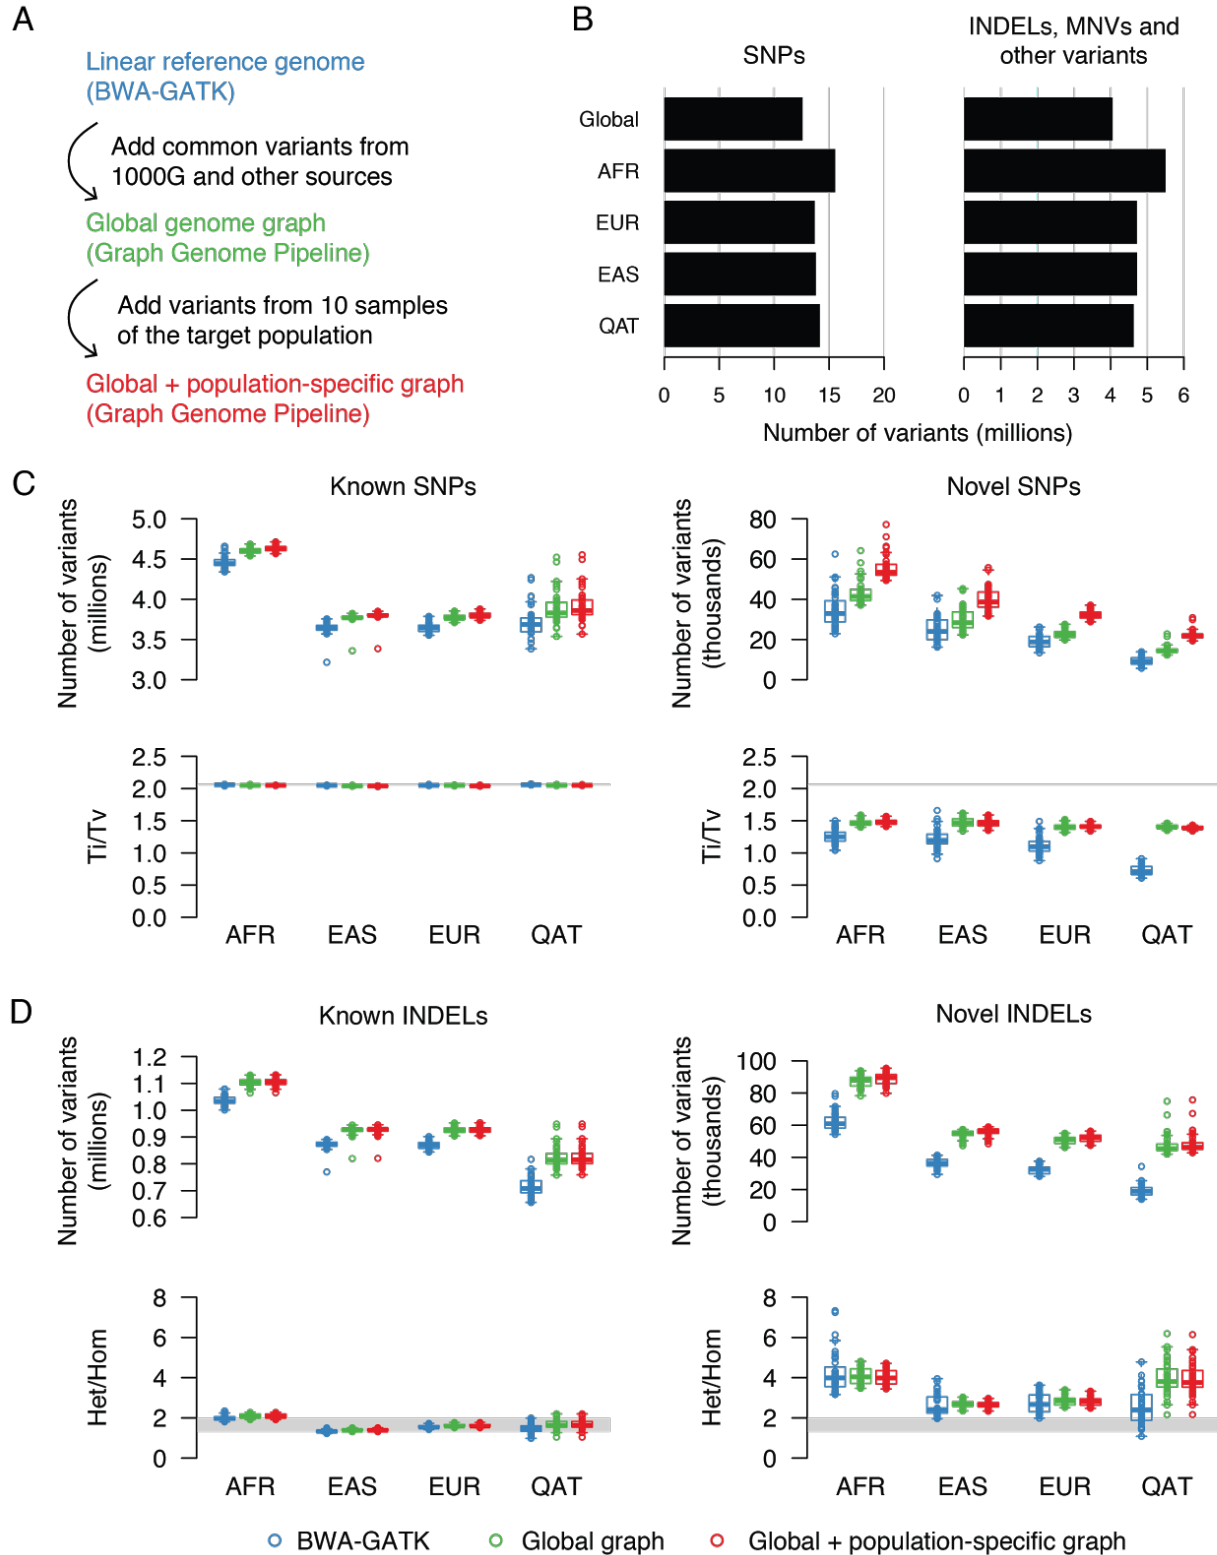 A
Linear reference genome
(BWA-GATK)
Add common variants from
1000G and other sources
Global genome graph
(Graph Genome Pipeline)
Add variants from 10 samples
of the target population
Global + population-specific graph
(Graph Genome Pipeline)
B
SNPs
INDELs, MNVs and
other variants
Global
AFR
EUR
EAS
QAT
0 5 10 15 20
0 1 2 3 4 5 6
Number of variants (millions)
C
Known SNPs
Number of variants
(millions)
5.0
4.5
4.0
3.5
3.0
Novel SNPs
Number of variants
(thousands)
80
60
40
20
0
Ti/Tv
2.5
2.0
1.5
1.0
0.5
0.0
AFR EAS EUR QAT
Ti/Tv
2.5
2.0
1.5
1.0
0.5
0.0
AFR EAS EUR QAT
D
Known INDELs
Number of variants
(millions)
1.2
1.1
1.0
0.9
0.8
0.7
0.6
Novel INDELs
Number of variants
(thousands)
100
80
60
40
20
0
Het/Hom
8
6
4
2
0
AFR EAS EUR QAT
Het/Hom
8
6
4
2
0
AFR EAS EUR QAT
BWA-GATK Global graph Global + population-specific graph